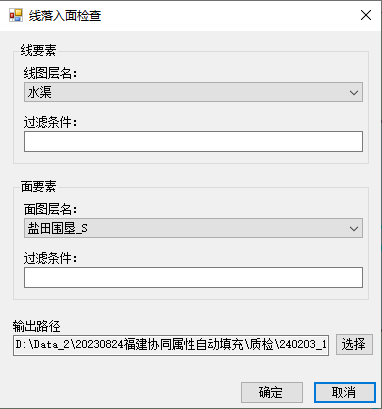 线落入面检查
线要素
线图层名:
水渠
过滤条件:
面要素
面图层名:
盐田围垦_S
过滤条件:
输出路径
D:\Data_2\20230824福建协同属性自动填充\质检\240203_1
选择
确定
取消